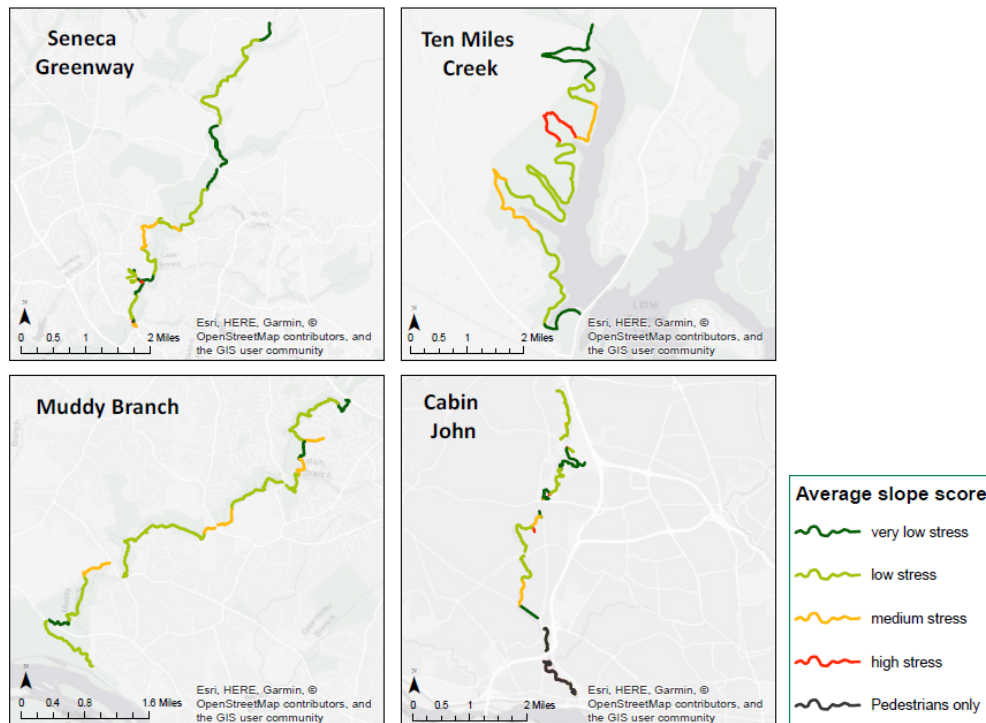 Seneca
Greenway
N
0 0.5 1 2 Miles
Esri, HERE, Garmin, ©
OpenStreetMap contributors, and
the GIS user community
Ten Miles
Creek
Little
N
0 0.5 1 2 Miles
Esri, HERE, Garmin, ©
OpenStreetMap contributors, and
the GIS user community
Muddy Branch
N
0 0.4 0.8 1.6 Miles
Esri, HERE, Garmin, ©
OpenStreetMap contributors, and
the GIS user community
Cabin
John
N
0 0.5 1 2 Miles
Esri, HERE, Garmin, ©
OpenStreetMap contributors, and
the GIS user community
Average slope score
very low stress
low stress
medium stress
high stress
Pedestrians only